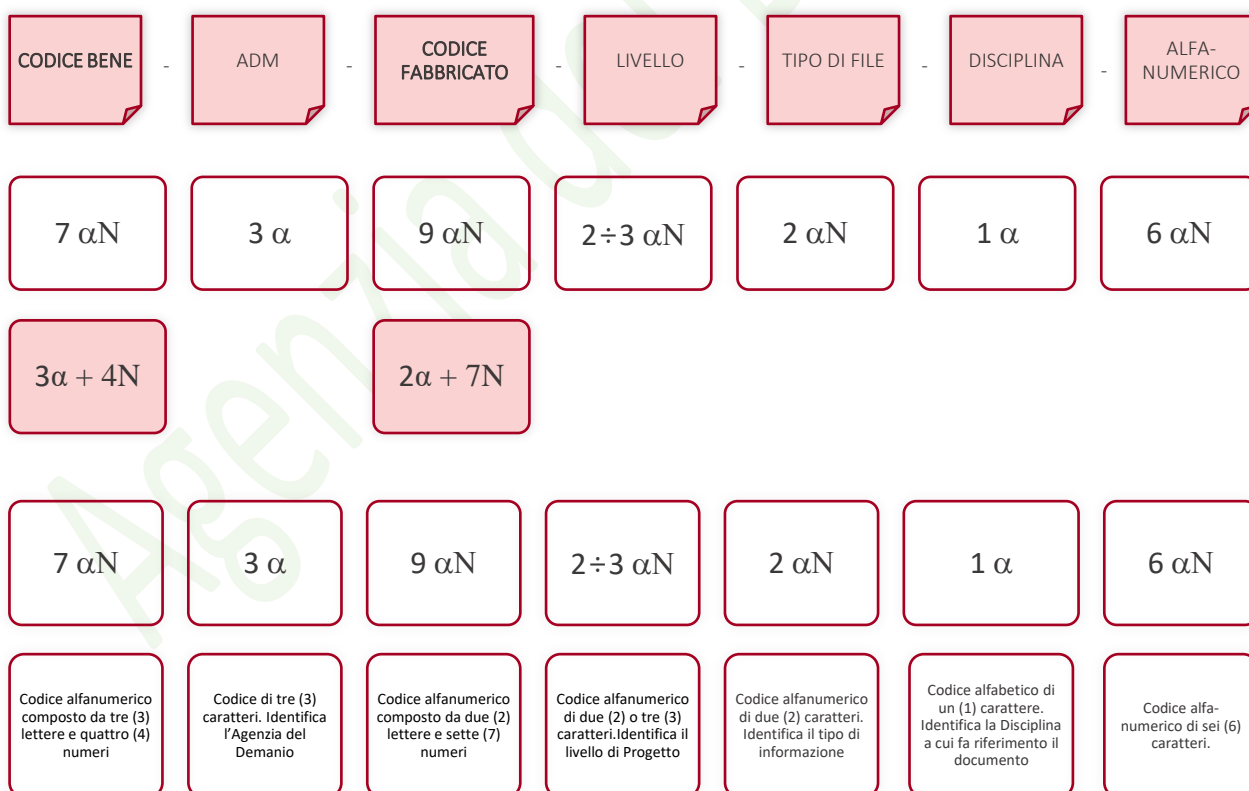 CODICE BENE - ADM - CODICE FABBRICATO - LIVELLO - TIPO DI FILE - DISCIPLINA - ALFA-NUMERICO
7 αN
3 α
9 αN
2÷3 αN
2 αN
1 α
6 αN
3α + 4N
2α + 7N
7 αN
3 α
9 αN
2÷3 αN
2 αN
1 α
6 αN
Codice alfanumerico
composto da tre (3)
lettere e quattro (4)
numeri
Codice di tre (3)
caratteri. Identifica
l'Agenzia del
Demanio
Codice alfanumerico
composto da due (2)
lettere e sette (7)
numeri
Codice alfanumerico
di due (2) o tre (3)
caratteri.Identifica il
livello di Progetto
Codice alfanumerico
di due (2) caratteri.
Identifica il tipo di
informazione
Codice alfabetico di
un (1) carattere.
Identifica la Disciplina
a cui fa riferimento il
documento
Codice alfa-
numerico di sei (6)
caratteri.
Agenzia